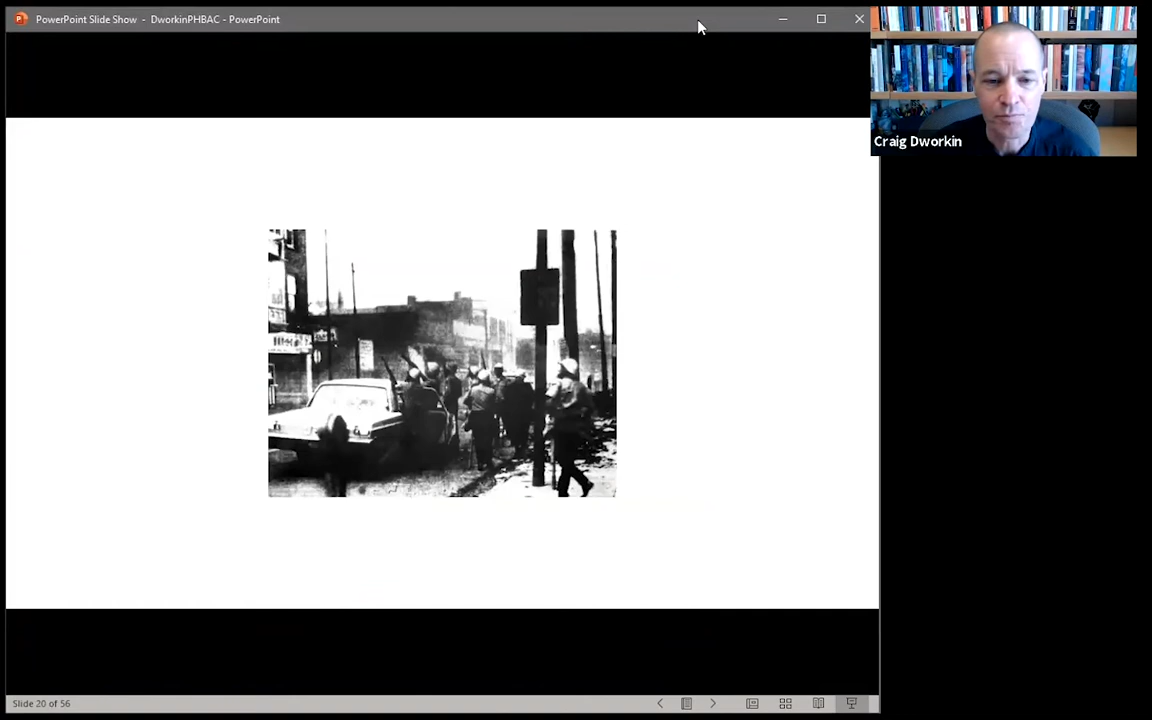 PowerPoint Slide Show - DworkinPHBAC - PowerPoint
Craig Dworkin
Slide 20 of 56